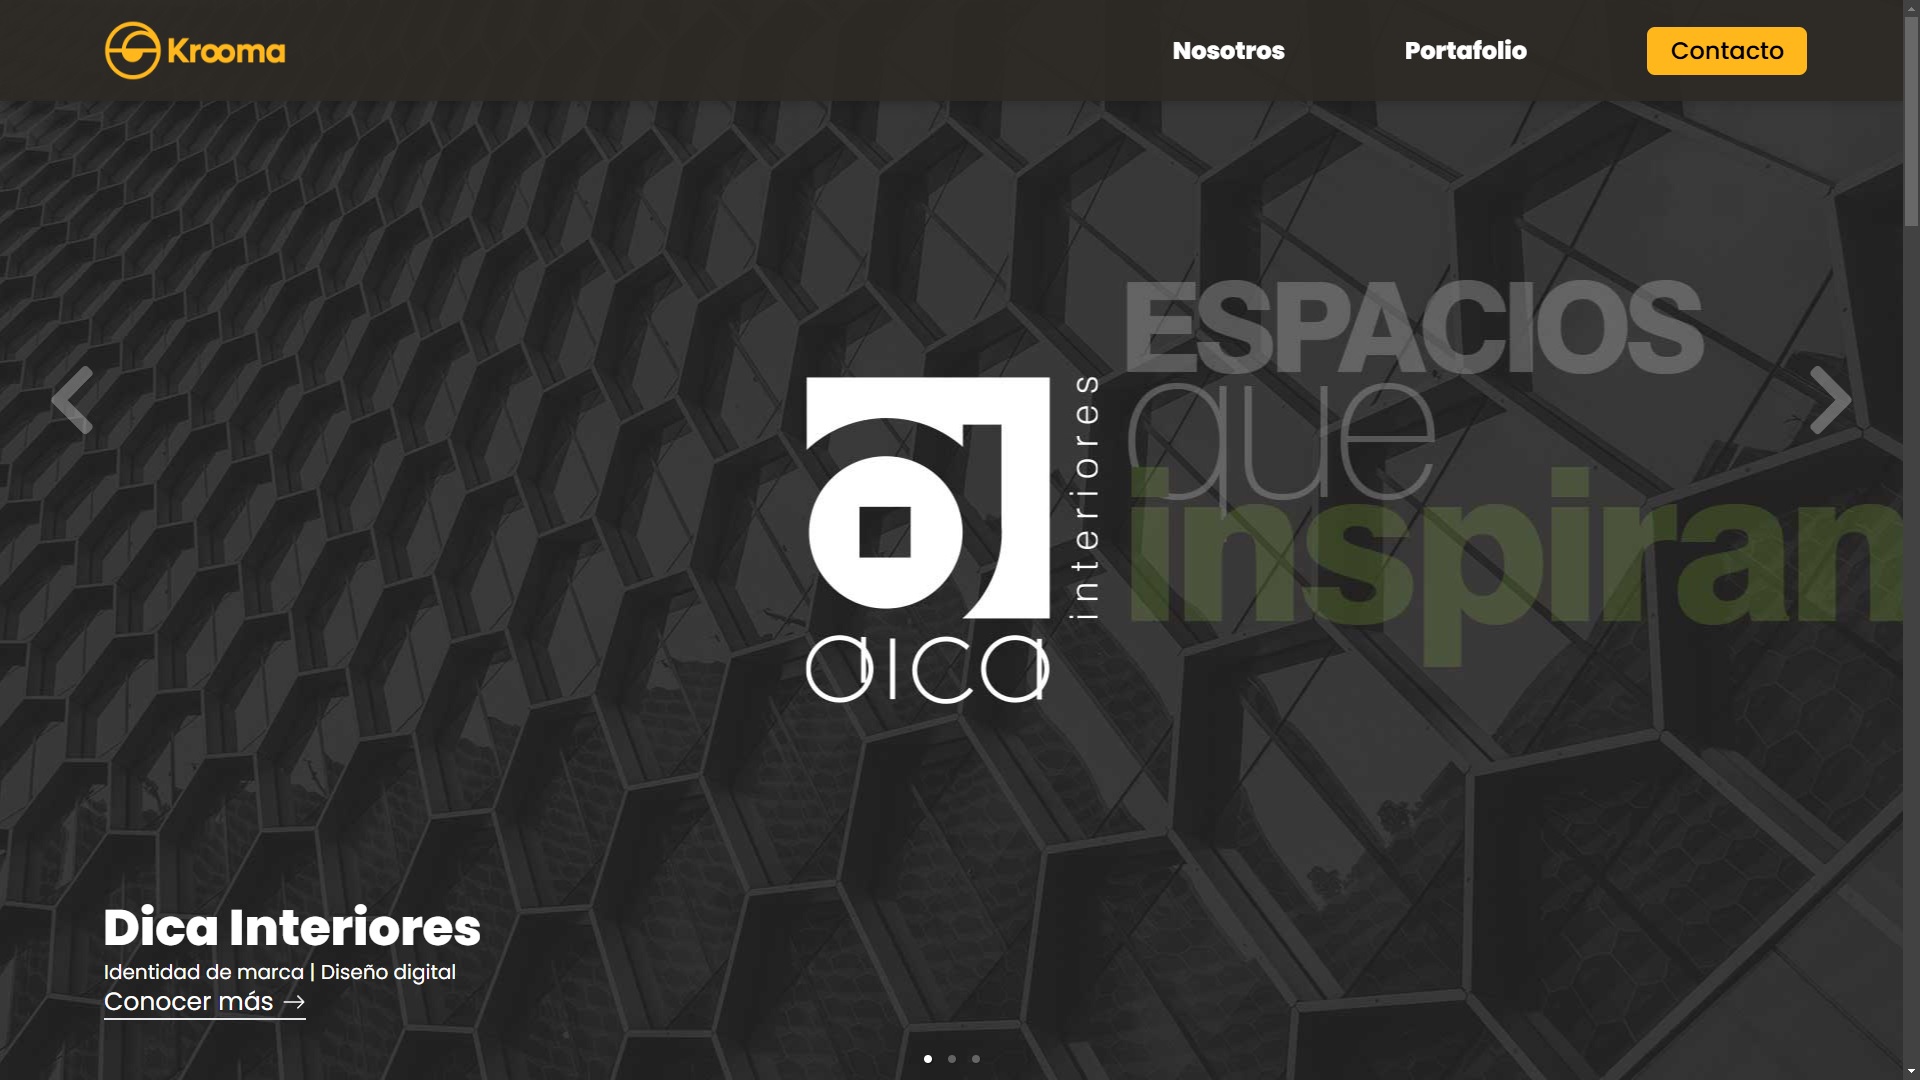 Krooma
Nosotros
Portafolio
Contacto
ESPACIOS
que
inspiran
interiores
dica
Dica Interiores
Identidad de marca | Diseño digital
Conocer más →